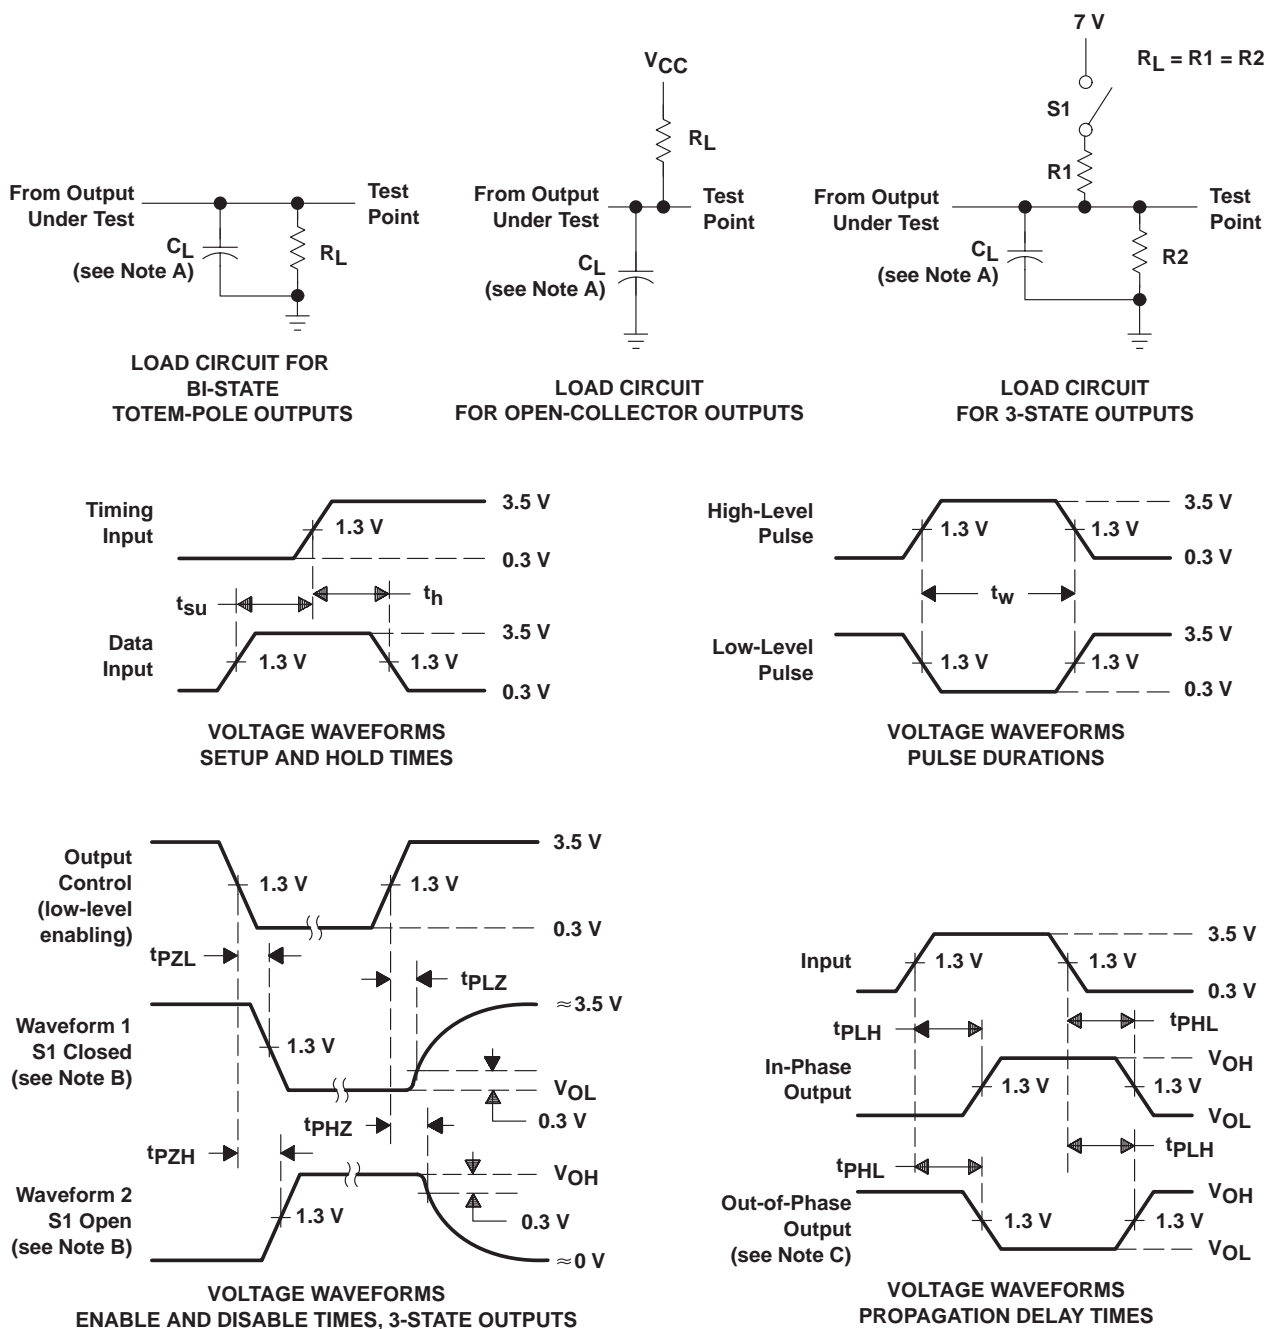 From Output
Under Test
Test
Point
CL
(see Note A)
RL
LOAD CIRCUIT FOR
BI-STATE
TOTEM-POLE OUTPUTS
VCC
RL
From Output
Under Test
Test
Point
CL
(see Note A)
LOAD CIRCUIT
FOR OPEN-COLLECTOR OUTPUTS
7 V
RL = R1 = R2
S1
R1
From Output
Under Test
Test
Point
CL
(see Note A)
R2
LOAD CIRCUIT
FOR 3-STATE OUTPUTS
Timing
Input
1.3 V
3.5 V
0.3 V
tsu
th
Data
Input
1.3 V
1.3 V
3.5 V
0.3 V
VOLTAGE WAVEFORMS
SETUP AND HOLD TIMES
High-Level
Pulse
1.3 V
1.3 V
3.5 V
0.3 V
tw
Low-Level
Pulse
1.3 V
1.3 V
3.5 V
0.3 V
VOLTAGE WAVEFORMS
PULSE DURATIONS
Output
Control
(low-level
enabling)
1.3 V
1.3 V
3.5 V
0.3 V
tPZL
tPLZ
Waveform 1
S1 Closed
(see Note B)
1.3 V
≈3.5 V
VOL
0.3 V
tPHZ
tPZH
Waveform 2
S1 Open
(see Note B)
1.3 V
VOH
0.3 V
≈0 V
VOLTAGE WAVEFORMS
ENABLE AND DISABLE TIMES, 3-STATE OUTPUTS
Input
1.3 V
1.3 V
3.5 V
0.3 V
tPLH
tPHL
In-Phase
Output
1.3 V
1.3 V
VOH
VOL
tPHL
tPLH
Out-of-Phase
Output
(see Note C)
1.3 V
1.3 V
VOH
VOL
VOLTAGE WAVEFORMS
PROPAGATION DELAY TIMES